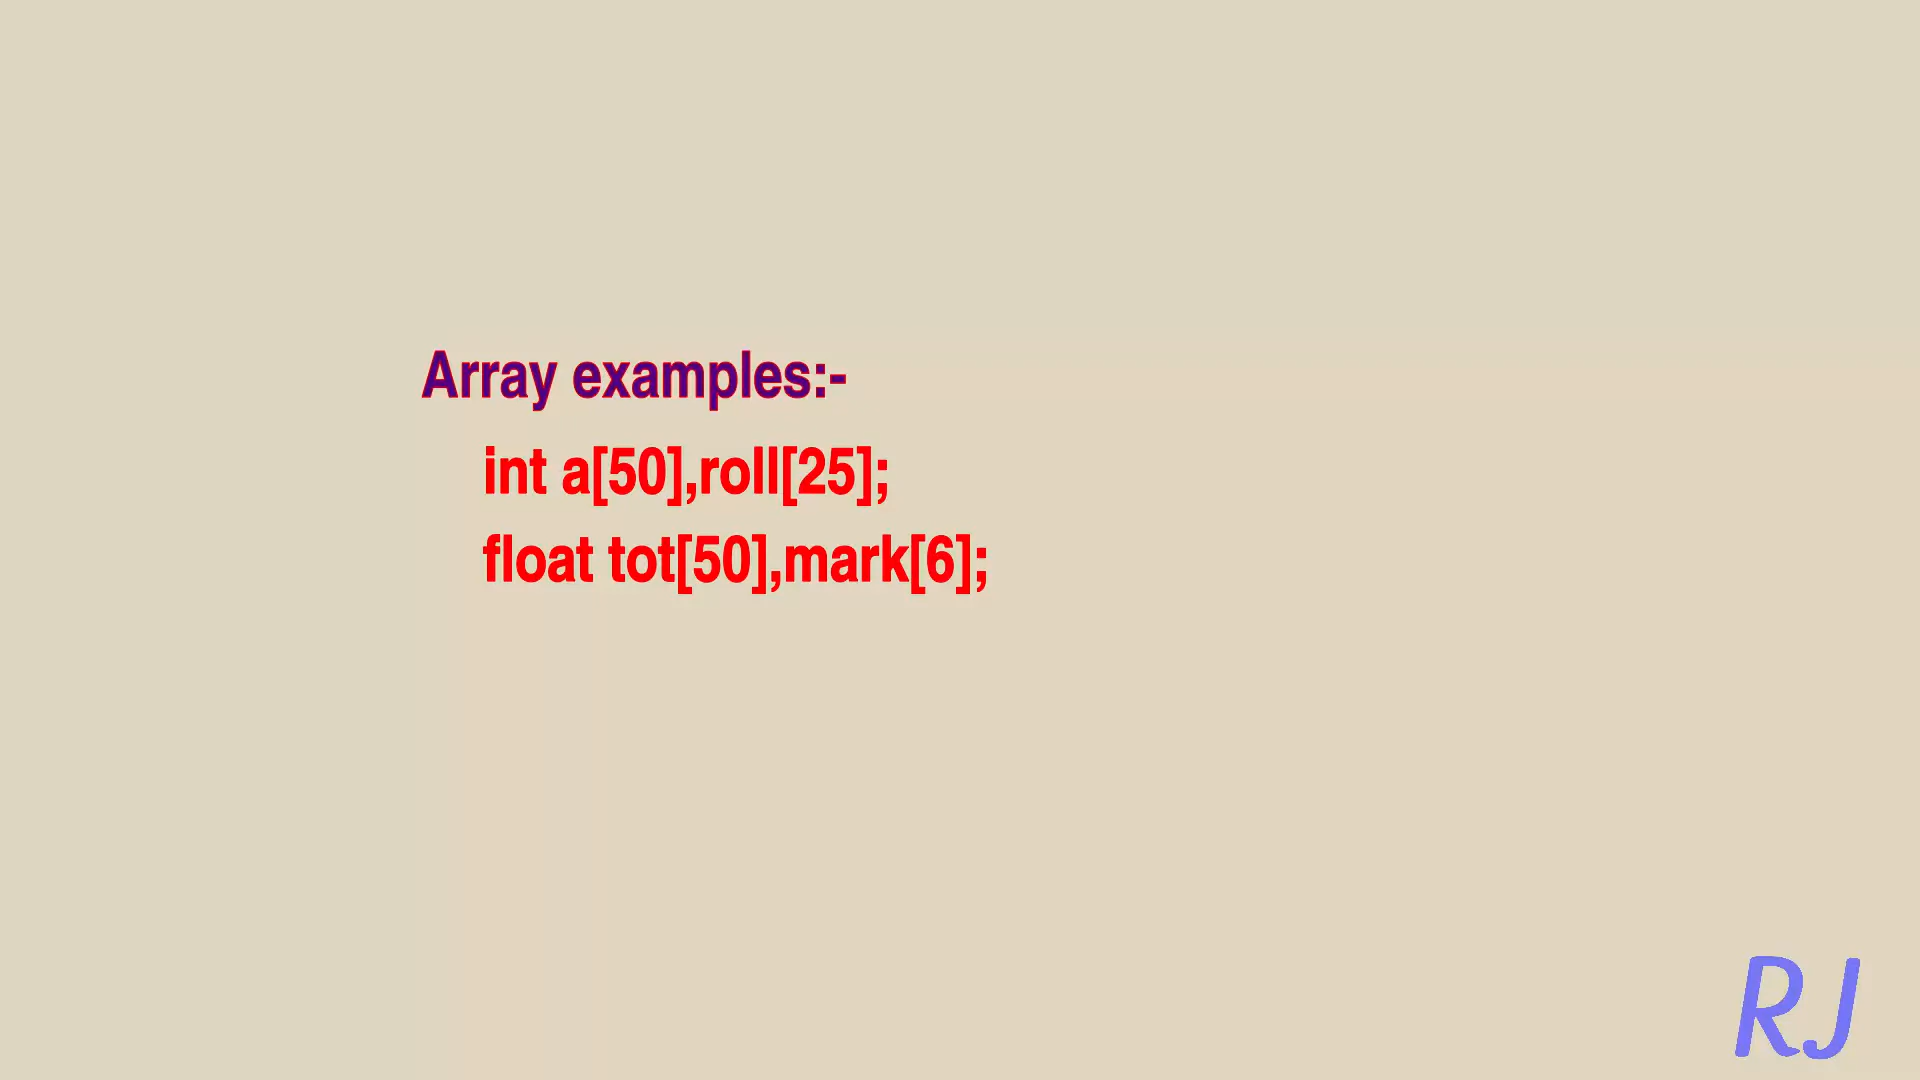 Array examples:-
int a[50],roll[25];
float tot[50],mark[6];
RJ